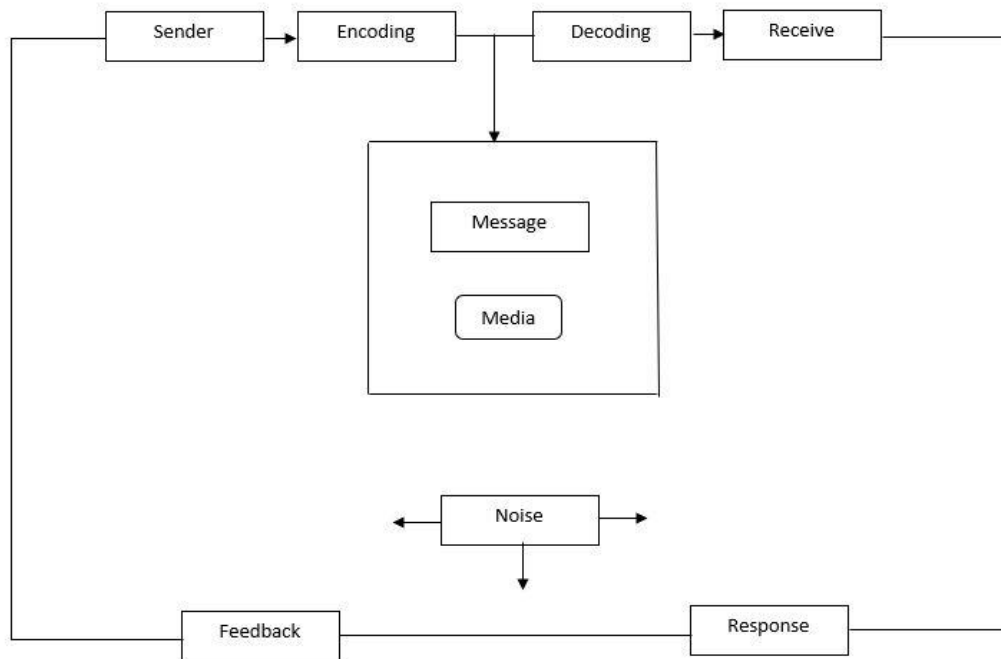 Sender
Encoding
Decoding
Receive
Message
Media
Noise
Feedback
Response